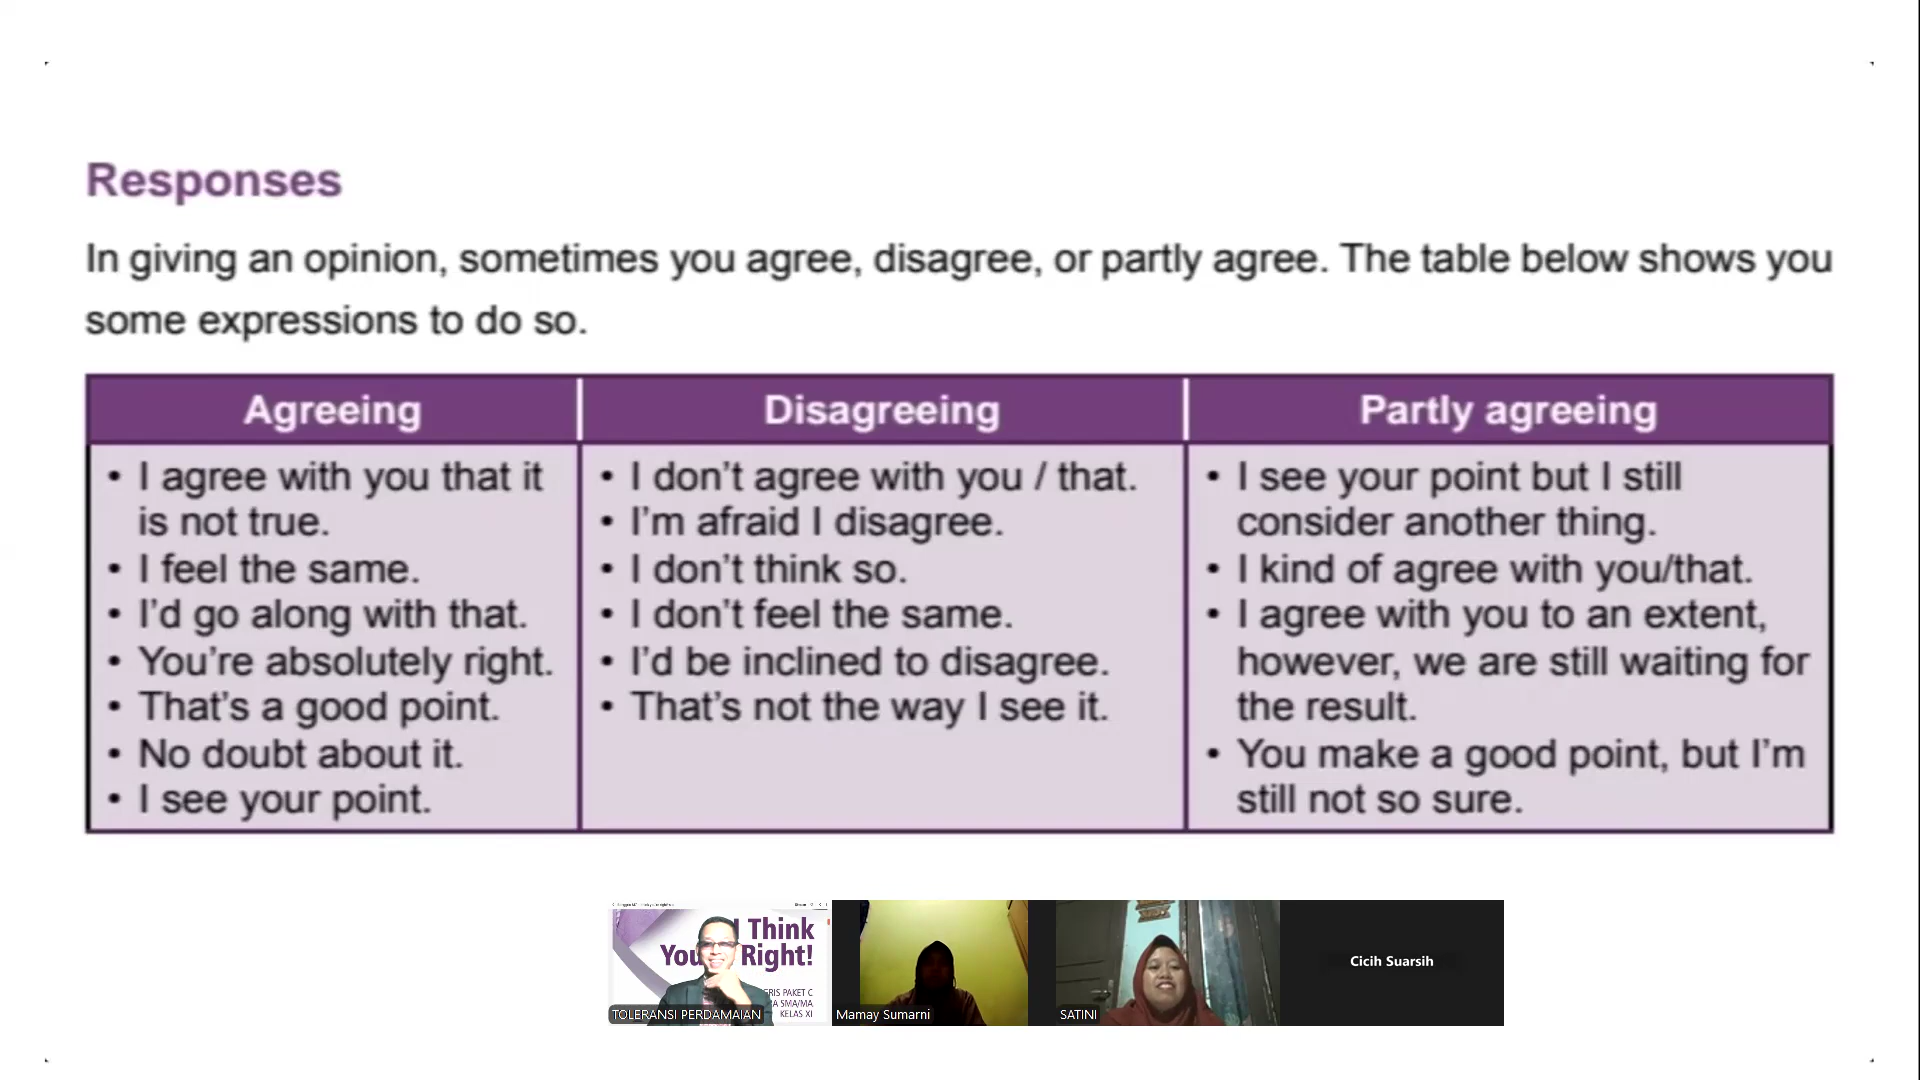 Responses
In giving an opinion, sometimes you agree, disagree, or partly agree. The table below shows you
some expressions to do so.
Agreeing
• I agree with you that it
is not true.
• I feel the same.
• I'd go along with that.
• You're absolutely right.
• That's a good point.
• No doubt about it.
• I see your point.
Disagreeing
• I don't agree with you / that.
• I'm afraid I disagree.
• I don't think so.
• I don't feel the same.
• I'd be inclined to disagree.
• That's not the way I see it.
Partly agreeing
• I see your point but I still
consider another thing.
• I kind of agree with you/that.
• I agree with you to an extent,
however, we are still waiting for
the result.
• You make a good point, but I'm
still not so sure.
I Think
You Right!
GRIS PAKET C
A SMA/MA
KELAS XI
TOLERANSI PERDAMAIAN
Mamay Sumarni
SATINI
Cicih Suarsih